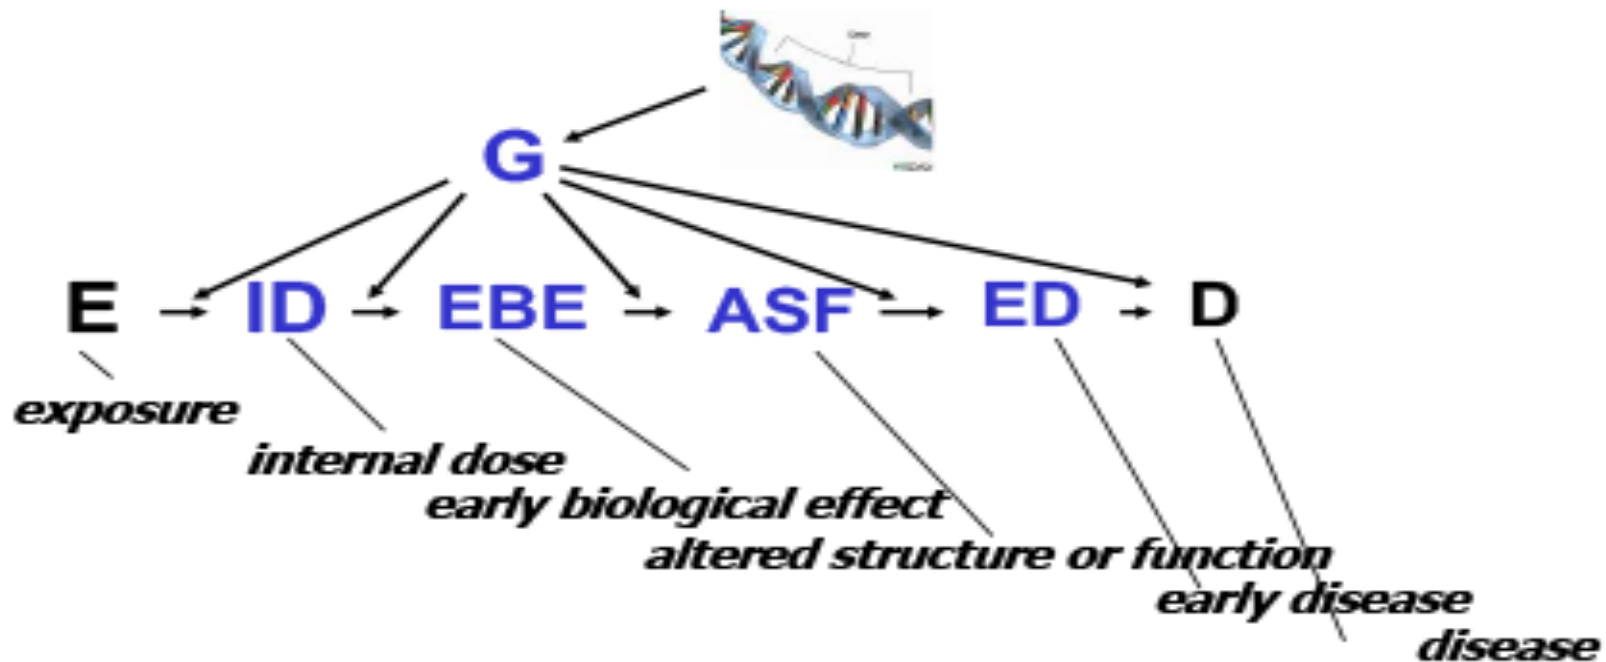 G
E ID EBE ASF ED D
exposure
internal dose
early biological effect
altered structure or function
early disease
disease